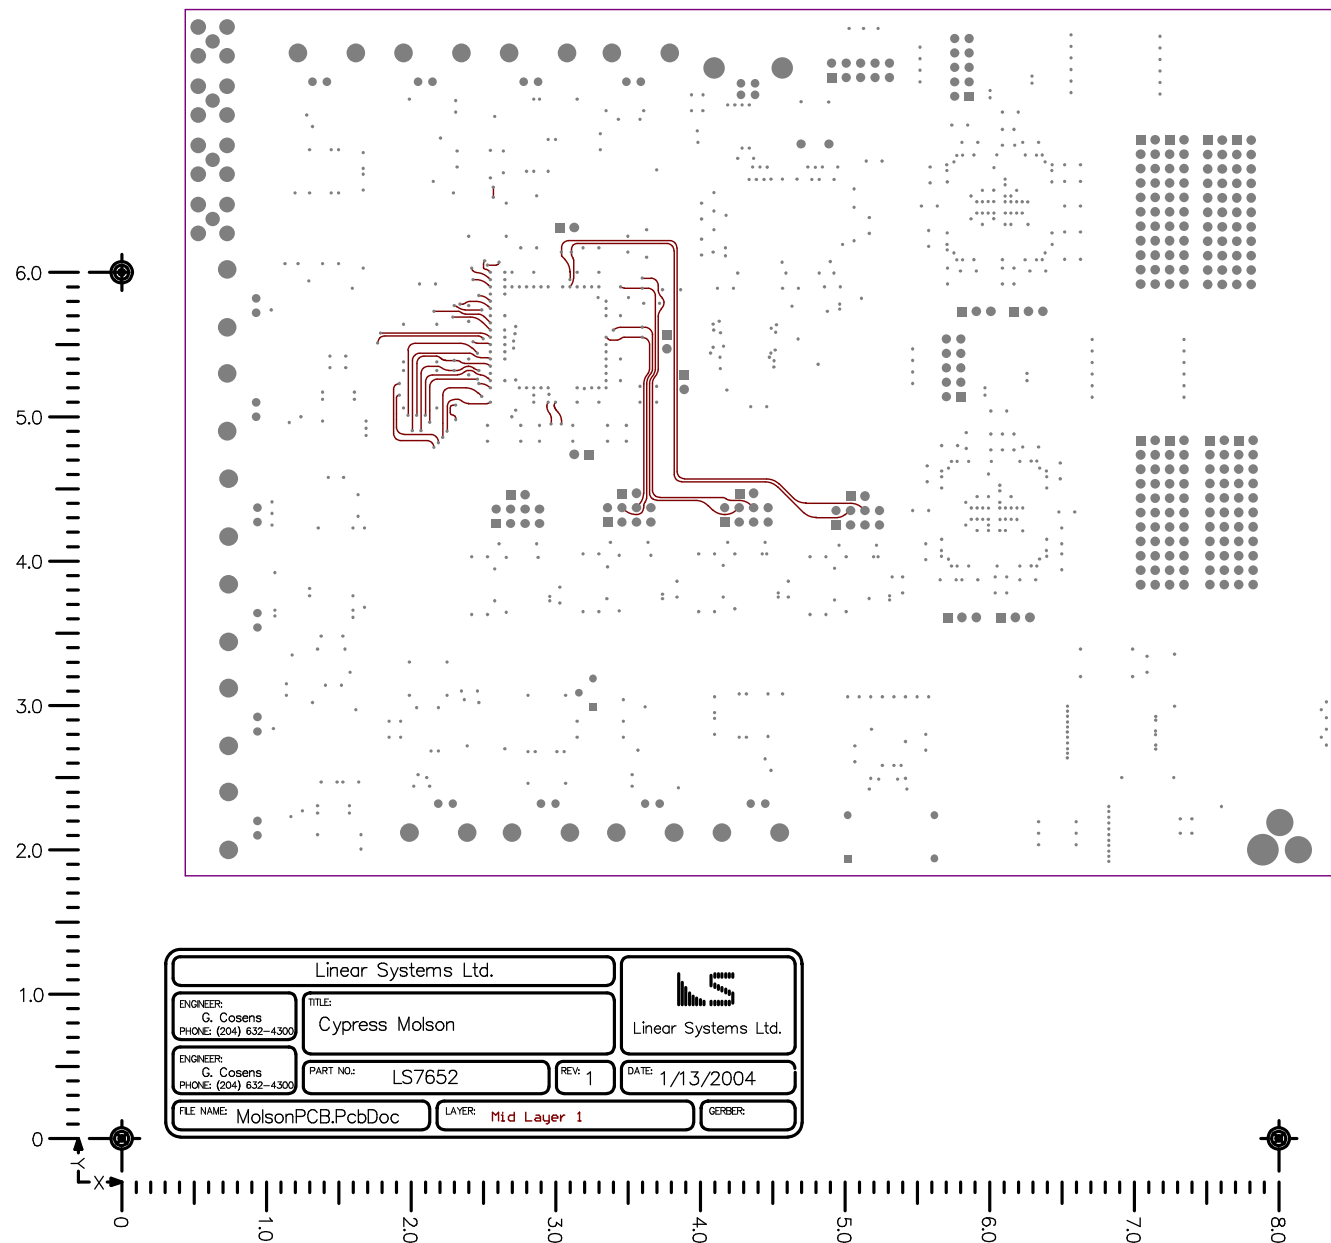 6.0
5.0
4.0
3.0
2.0
1.0
0
Y
X
0
1.0
2.0
3.0
4.0
5.0
6.0
7.0
8.0
Linear Systems Ltd.
ENGINEER:
G. Cosens
PHONE: (204) 632-4300
TITLE:
Cypress Molson
LS
Linear Systems Ltd.
ENGINEER:
G. Cosens
PHONE: (204) 632-4300
PART NO.: LS7652
REV: 1
DATE: 1/13/2004
FILE NAME: MolsonPCB.PcbDoc
LAYER: Mid Layer 1
GERBER: